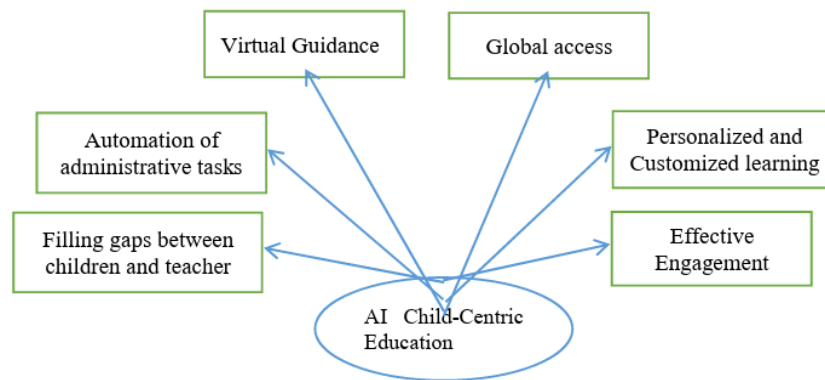 Virtual Guidance
Global access
Automation of
administrative tasks
Personalized and
Customized learning
Filling gaps between
children and teacher
Effective
Engagement
AI Child-Centric
Education